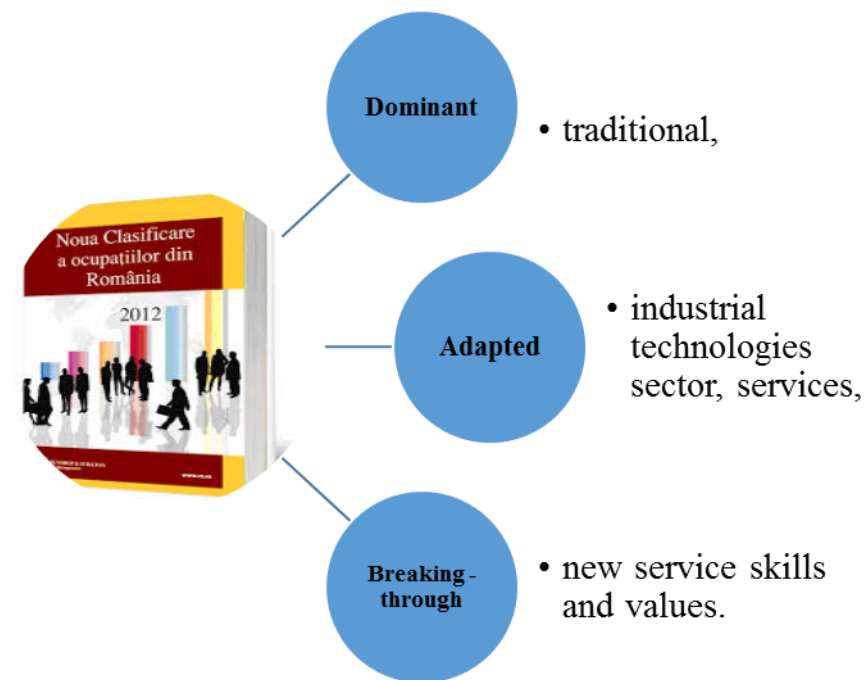 Dominant
• traditional,
Noua Clasificare
a ocupațiilor din
România
2012
Adapted
• industrial
technologies
sector, services,
Breaking -
through
• new service skills
and values.